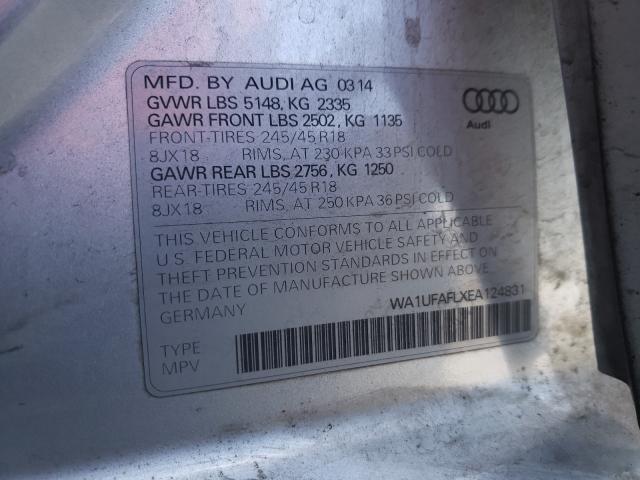 MFD. BY AUDI AG 03 14
GVWR LBS 5148, KG 2335
GAWR FRONT LBS 2502, KG 1135
FRONT-TIRES 245/45 R18
8JX18 RIMS, AT 230 KPA 33 PSI COLD
GAWR REAR LBS 2756, KG 1250
REAR-TIRES 245/45 R18
8JX18 RIMS, AT 250 KPA 36 PSI COLD
Audi
THIS VEHICLE CONFORMS TO ALL APPLICABLE
U.S. FEDERAL MOTOR VEHICLE SAFETY AND
THEFT PREVENTION STANDARDS IN EFFECT ON
THE DATE OF MANUFACTURE SHOWN ABOVE.
GERMANY
WA1UFAFLXEA124831
TYPE
MPV